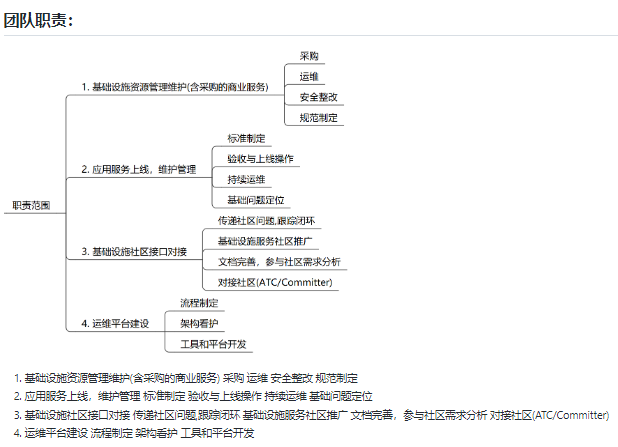 团队职责：
职责范围
1. 基础设施资源管理维护(含采购的商业服务)
采购
运维
安全整改
规范制定
2. 应用服务上线，维护管理
标准制定
验收与上线操作
持续运维
基础问题定位
3. 基础设施社区接口对接
传递社区问题,跟踪闭环
基础设施服务社区推广
文档完善，参与社区需求分析
对接社区(ATC/Committer)
4. 运维平台建设
流程制定
架构看护
工具和平台开发
1. 基础设施资源管理维护(含采购的商业服务) 采购 运维 安全整改 规范制定
2. 应用服务上线，维护管理 标准制定 验收与上线操作 持续运维 基础问题定位
3. 基础设施社区接口对接 传递社区问题,跟踪闭环 基础设施服务社区推广 文档完善，参与社区需求分析 对接社区(ATC/Committer)
4. 运维平台建设 流程制定 架构看护 工具和平台开发